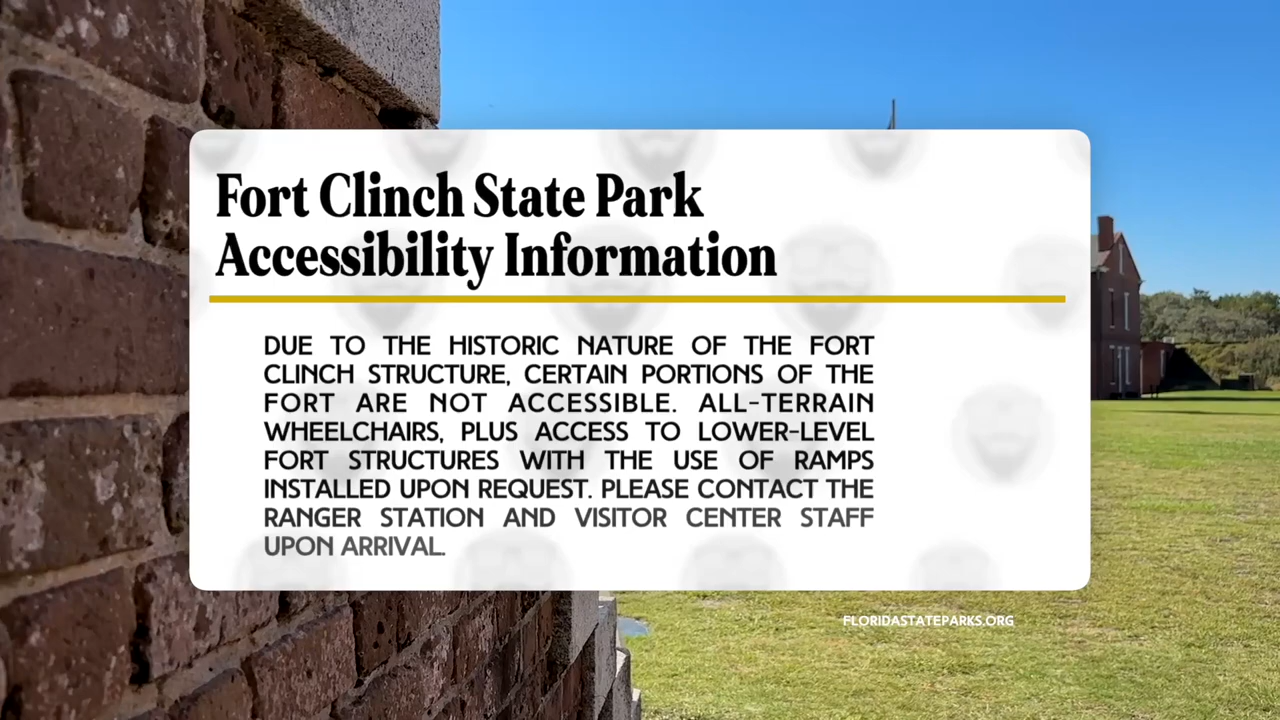 Fort Clinch State Park
Accessibility Information
DUE TO THE HISTORIC NATURE OF THE FORT
CLINCH STRUCTURE, CERTAIN PORTIONS OF THE
FORT ARE NOT ACCESSIBLE. ALL-TERRAIN
WHEELCHAIRS, PLUS ACCESS TO LOWER-LEVEL
FORT STRUCTURES WITH THE USE OF RAMPS
INSTALLED UPON REQUEST. PLEASE CONTACT THE
RANGER STATION AND VISITOR CENTER STAFF
UPON ARRIVAL.
FLORIDASTATEPARKS.ORG